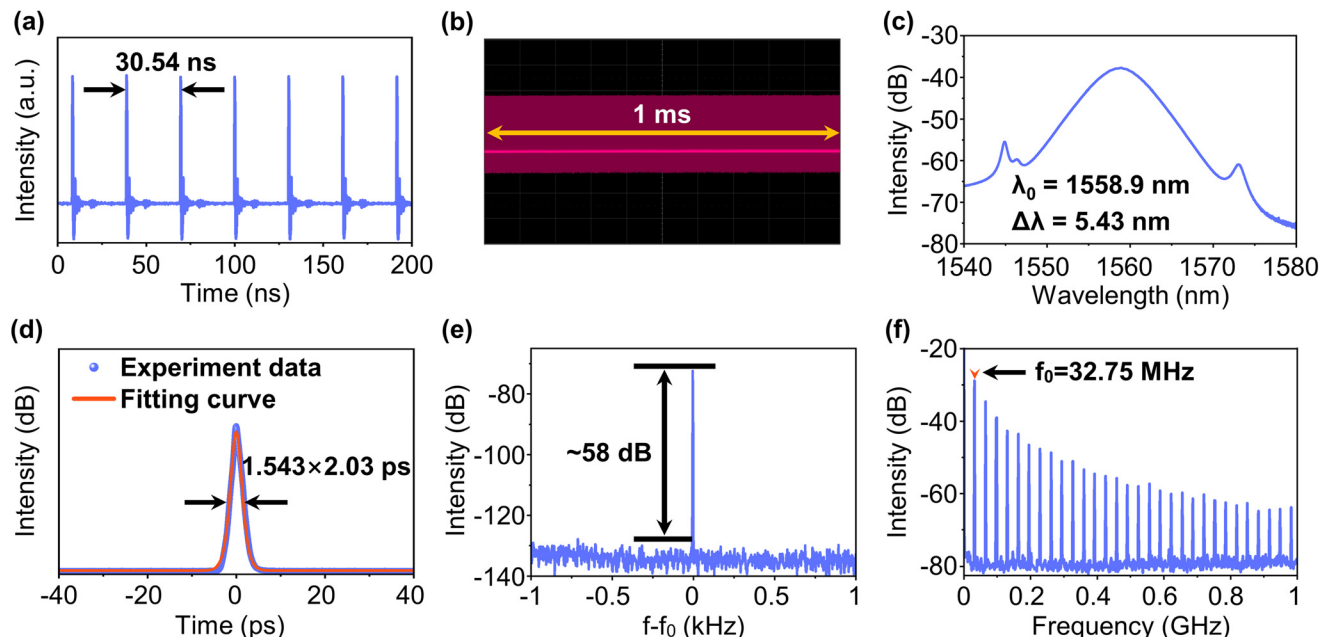 (a)
30.54 ns
Intensity (a.u.)
0 50 100 150 200
Time (ns)
(b)
1 ms
(c)
-30
-40
-50
-60
-70
-80
Intensity (dB)
λ₀ = 1558.9 nm
Δλ = 5.43 nm
1540 1550 1560 1570 1580
Wavelength (nm)
(d)
Experiment data
Fitting curve
1.543×2.03 ps
Intensity (dB)
-40 -20 0 20 40
Time (ps)
(e)
-80
-100
-120
-140
Intensity (dB)
~58 dB
-1 -0.5 0 0.5 1
f-f₀ (kHz)
(f)
-20
-40
-60
-80
Intensity (dB)
f₀=32.75 MHz
0 0.2 0.4 0.6 0.8 1
Frequency (GHz)